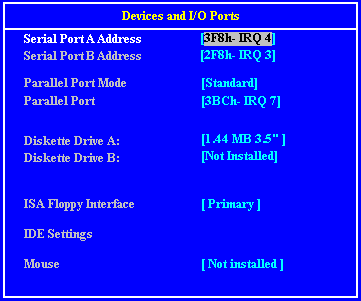 Devices and I/O Ports
Serial Port A Address [3F8h- IRQ 4]
Serial Port B Address [2F8h- IRQ 3]
Parallel Port Mode [Standard]
Parallel Port [3BCh- IRQ 7]
Diskette Drive A: [1.44 MB 3.5" ]
Diskette Drive B: [Not Installed]
ISA Floppy Interface [ Primary ]
IDE Settings
Mouse [ Not installed ]